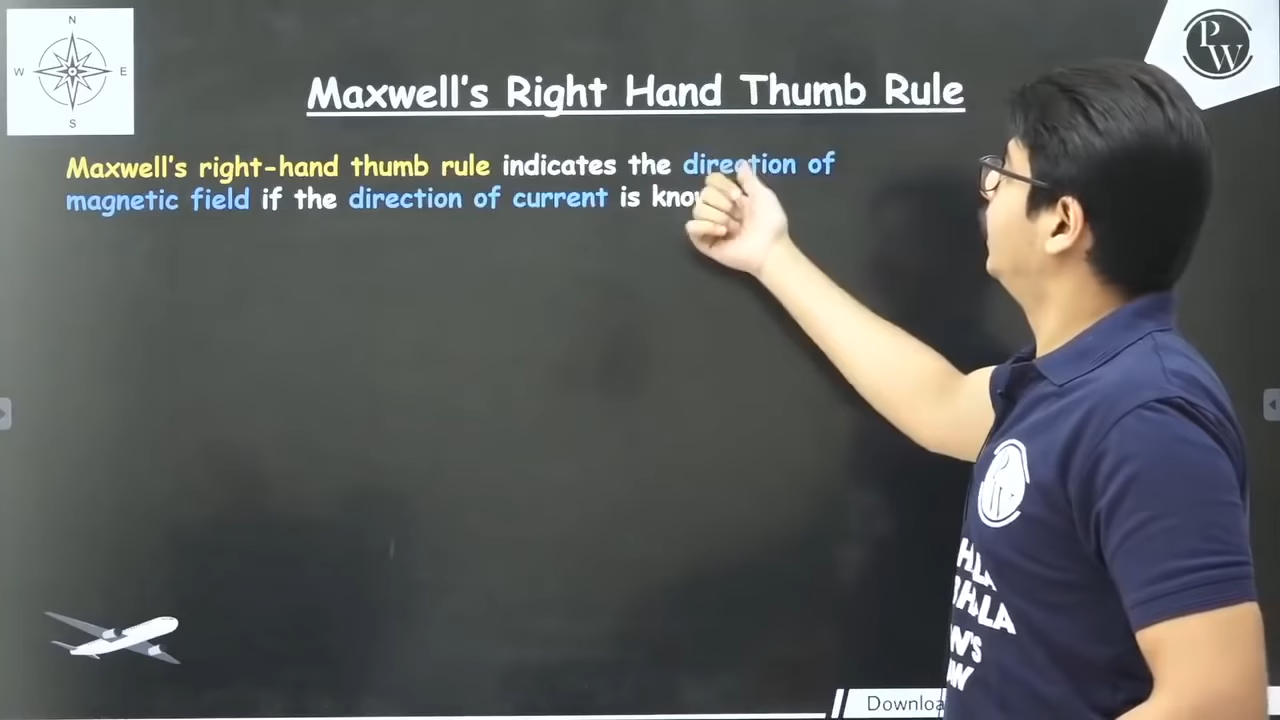 N
W E
S
PW
Maxwell's Right Hand Thumb Rule
Maxwell's right-hand thumb rule indicates the direction of
magnetic field if the direction of current is